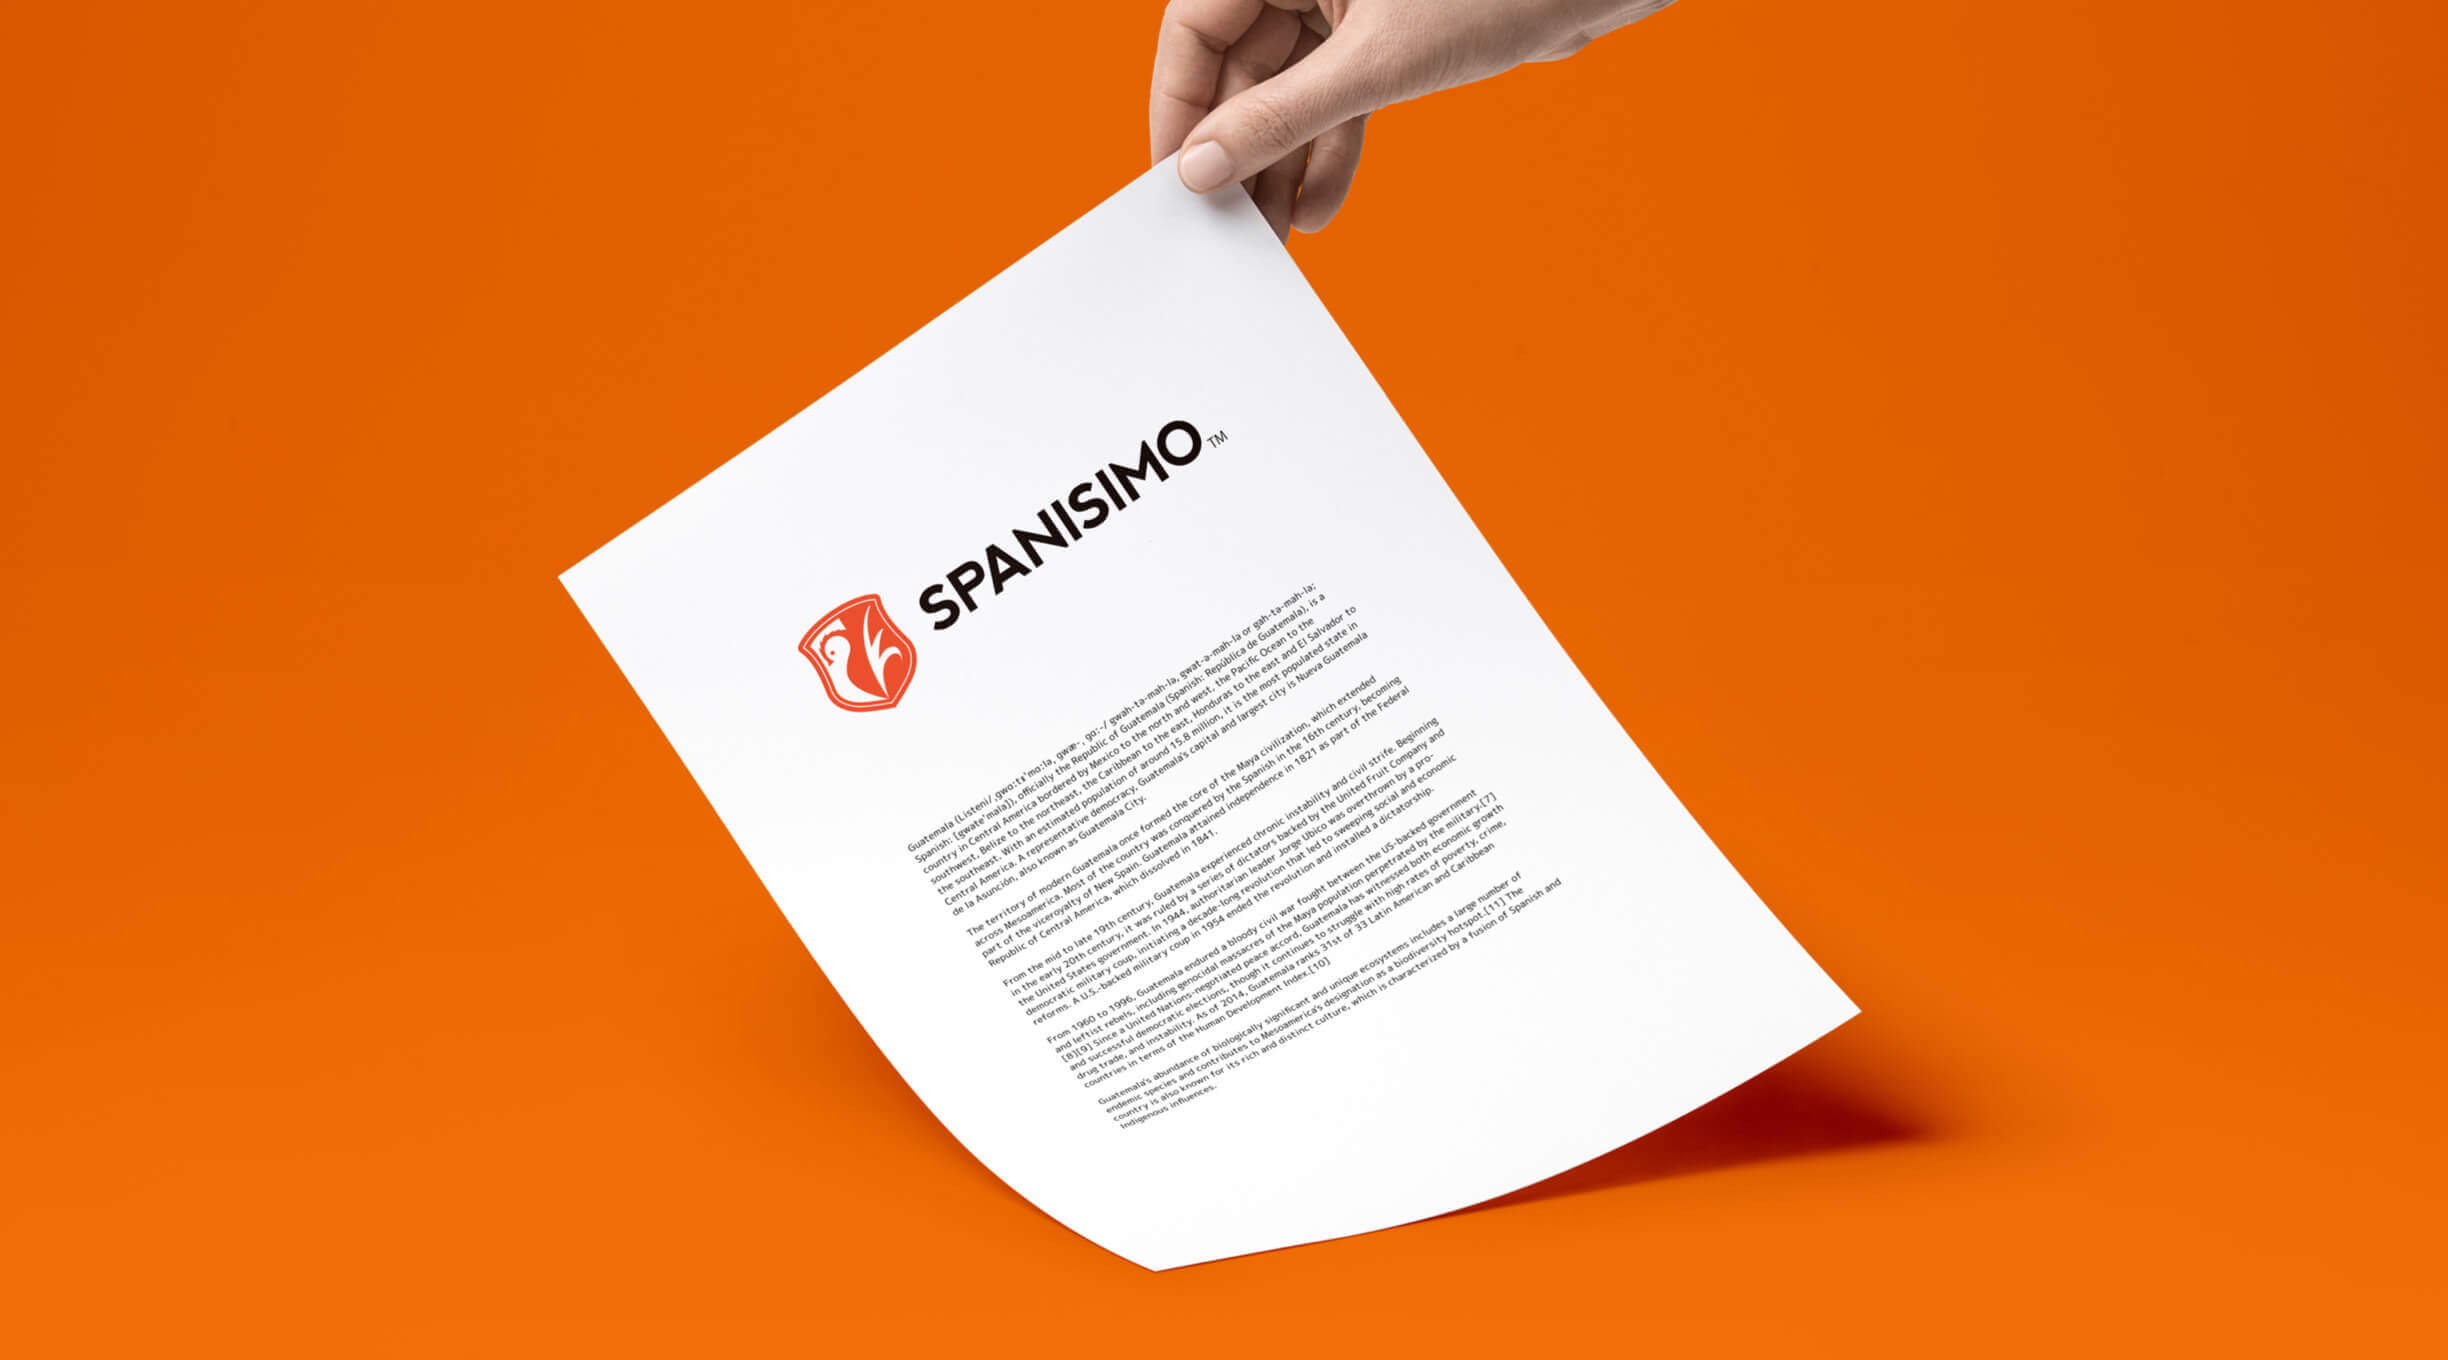 SPANISIMO TM
Guatemala (Listeni/ˌɡwɑːtəˈmɑːlə, ɡwæ-, ɡɑː-/ gwah-tə-mah-la, gwat-a-mah-la or gah-ta-mah-la;
Spanish: [gwate'mala]), officially the Republic of Guatemala (Spanish: República de Guatemala), is a
country in Central America bordered by Mexico to the north and west, the Pacific Ocean to the
southwest, Belize to the northeast, the Caribbean to the east, Honduras to the east and El Salvador to
the southeast. With an estimated population of around 15.8 million, it is the most populated state in
Central America. A representative democracy, Guatemala's capital and largest city is Nueva Guatemala
de la Asunción, also known as Guatemala City.
The territory of modern Guatemala once formed the core of the Maya civilization, which extended
across Mesoamerica. Most of the country was conquered by the Spanish in the 16th century, becoming
part of the viceroyalty of New Spain. Guatemala attained independence in 1821 as part of the Federal
Republic of Central America, which dissolved in 1841.
From the mid to late 19th century, Guatemala experienced chronic instability and civil strife. Beginning
in the early 20th century, it was ruled by a series of dictators backed by the United Fruit Company and
the United States government. In 1944, authoritarian leader Jorge Ubico was overthrown by a pro-
democratic military coup, initiating a decade-long revolution that led to sweeping social and economic
reforms. A U.S.-backed military coup in 1954 ended the revolution and installed a dictatorship.
From 1960 to 1996, Guatemala endured a bloody civil war fought between the US-backed government
and leftist rebels, including genocidal massacres of the Maya population perpetrated by the military.[7]
[8][9] Since a United Nations-negotiated peace accord, Guatemala has witnessed both economic growth
and successful democratic elections, though it continues to struggle with high rates of poverty, crime,
drug trade, and instability. As of 2014, Guatemala ranks 31st of 33 Latin American and Caribbean
countries in terms of the Human Development Index.[10]
Guatemala's abundance of biologically significant and unique ecosystems includes a large number of
endemic species and contributes to Mesoamerica's designation as a biodiversity hotspot.[11] The
country is also known for its rich and distinct culture, which is characterized by a fusion of Spanish and
Indigenous influences.